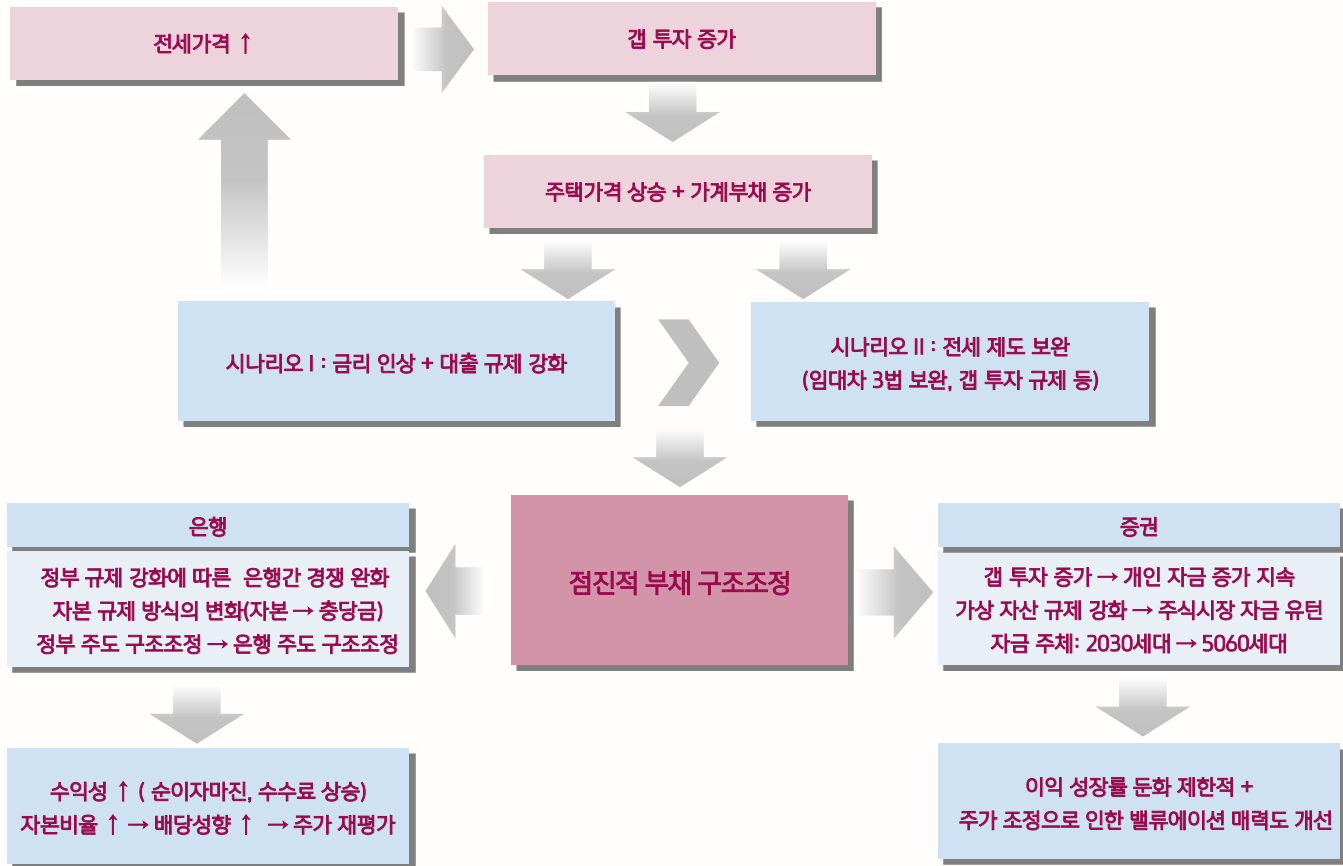 전세가격 ↑
갭 투자 증가
주택가격 상승 + 가계부채 증가
시나리오 I : 금리 인상 + 대출 규제 강화
시나리오 II : 전세 제도 보완
(임대차 3법 보완, 갭 투자 규제 등)
점진적 부채 구조조정
은행
정부 규제 강화에 따른 은행간 경쟁 완화
자본 규제 방식의 변화(자본 → 충당금)
정부 주도 구조조정 → 은행 주도 구조조정
수익성 ↑ ( 순이자마진, 수수료 상승)
자본비율 ↑ → 배당성향 ↑ → 주가 재평가
증권
갭 투자 증가 → 개인 자금 증가 지속
가상 자산 규제 강화 → 주식시장 자금 유턴
자금 주체: 2030세대 → 5060세대
이익 성장률 둔화 제한적 +
주가 조정으로 인한 밸류에이션 매력도 개선